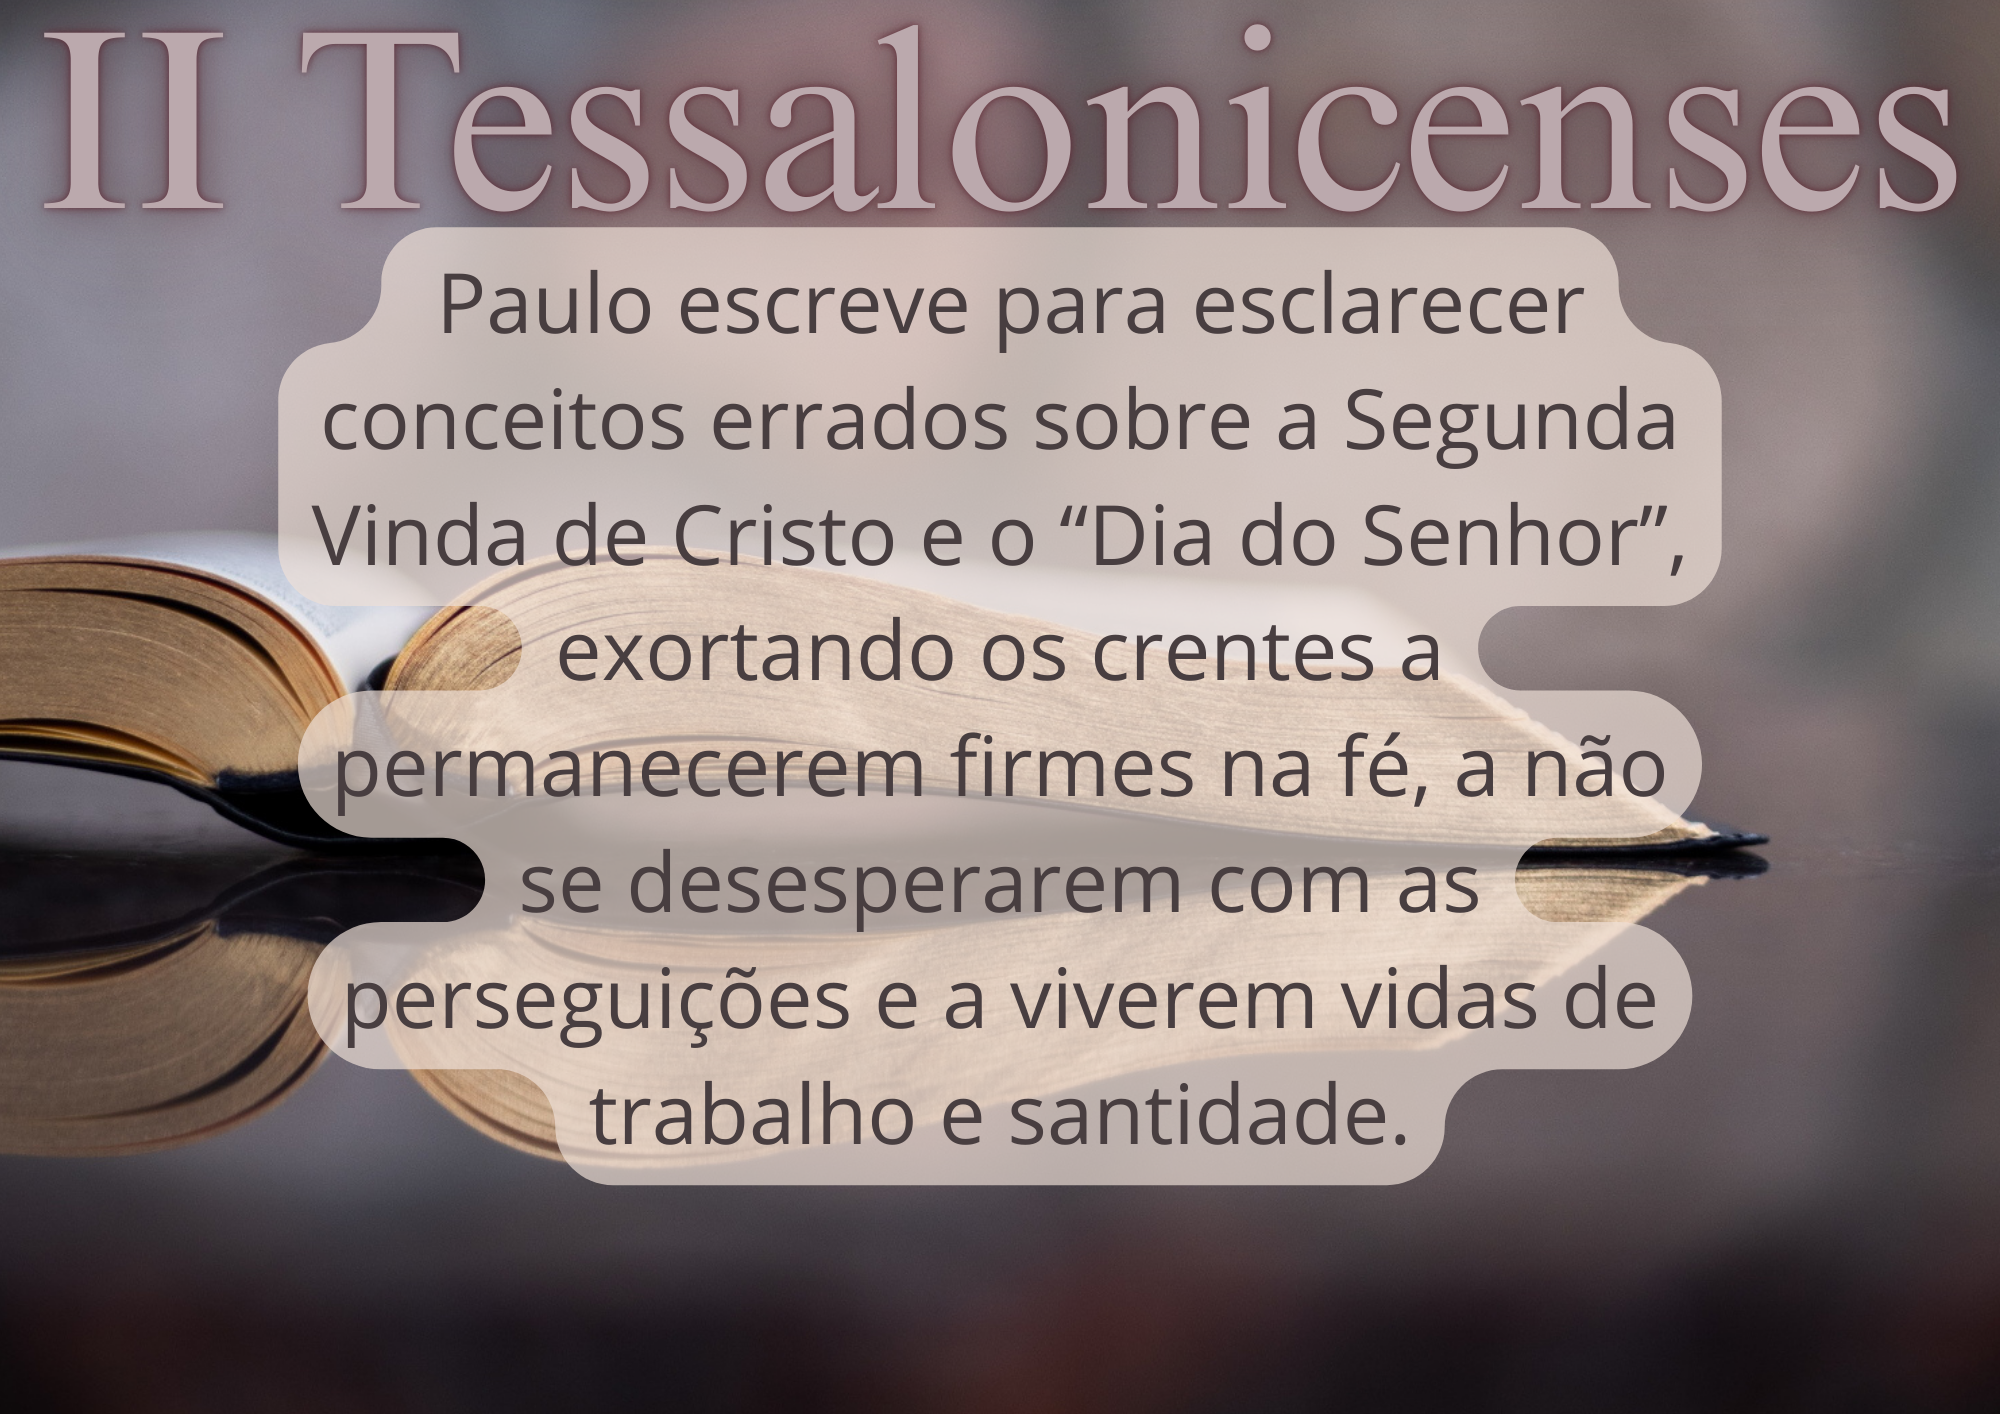 II Tessalonicenses
Paulo escreve para esclarecer
conceitos errados sobre a Segunda
Vinda de Cristo e o “Dia do Senhor”,
exortando os crentes a
permanecerem firmes na fé, a não
se desesperarem com as
perseguições e a viverem vidas de
trabalho e santidade.